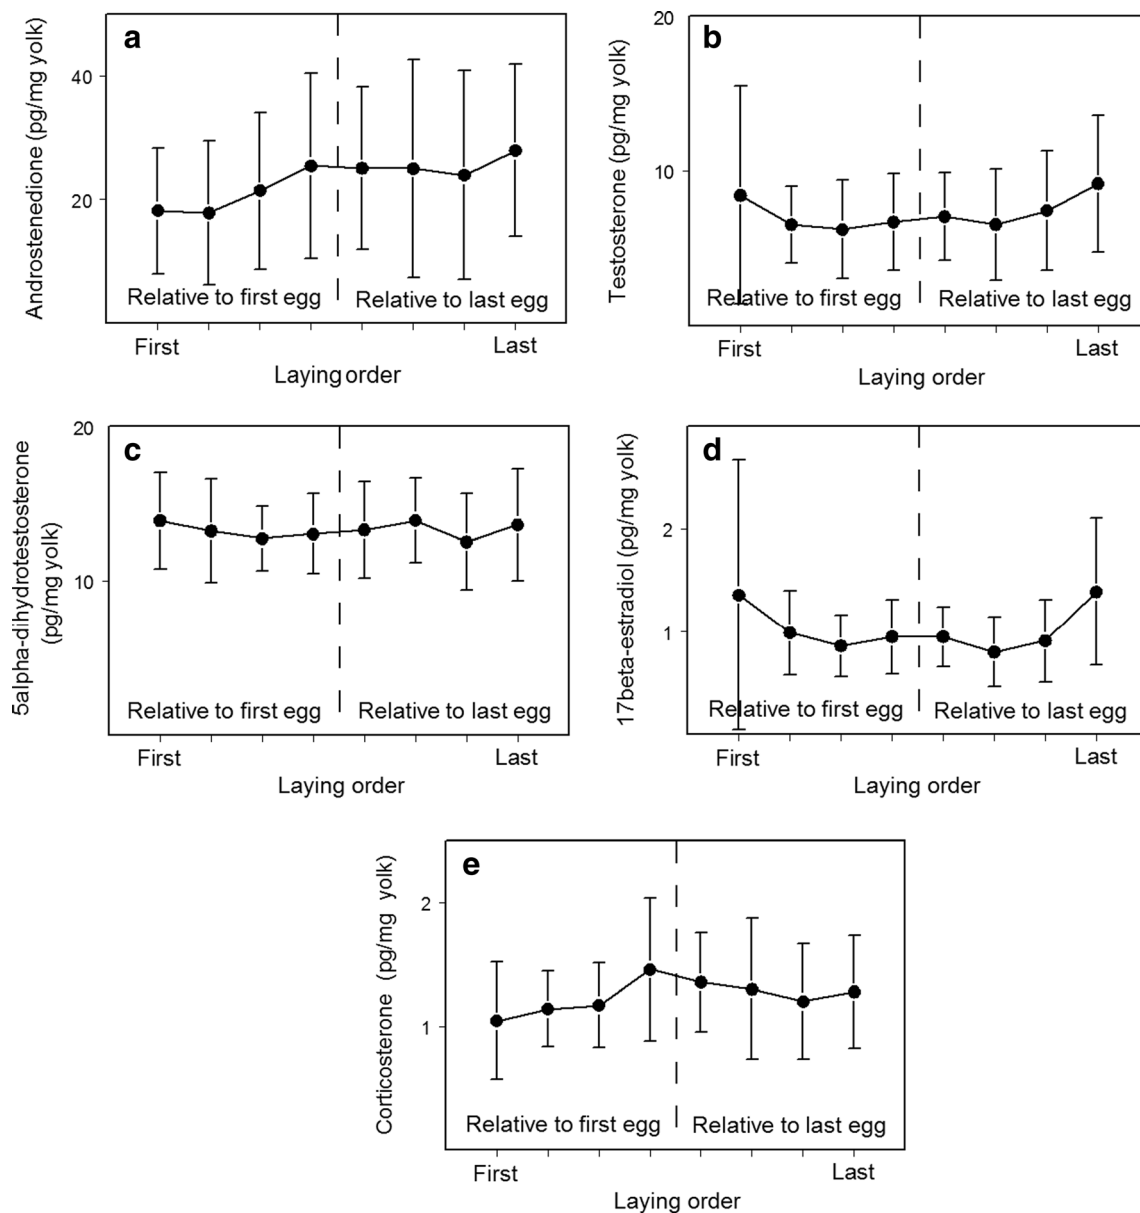 a
Androstenedione (pg/mg yolk)
40
20
Relative to first egg
Relative to last egg
First
Last
Laying order
b
Testosterone (pg/mg yolk)
20
10
Relative to first egg
Relative to last egg
First
Last
Laying order
c
5alpha-dihydrotestosterone
(pg/mg yolk)
20
10
Relative to first egg
Relative to last egg
First
Last
Laying order
d
17beta-estradiol (pg/mg yolk)
2
1
Relative to first egg
Relative to last egg
First
Last
Laying order
e
Corticosterone (pg/mg yolk)
2
1
Relative to first egg
Relative to last egg
First
Last
Laying order